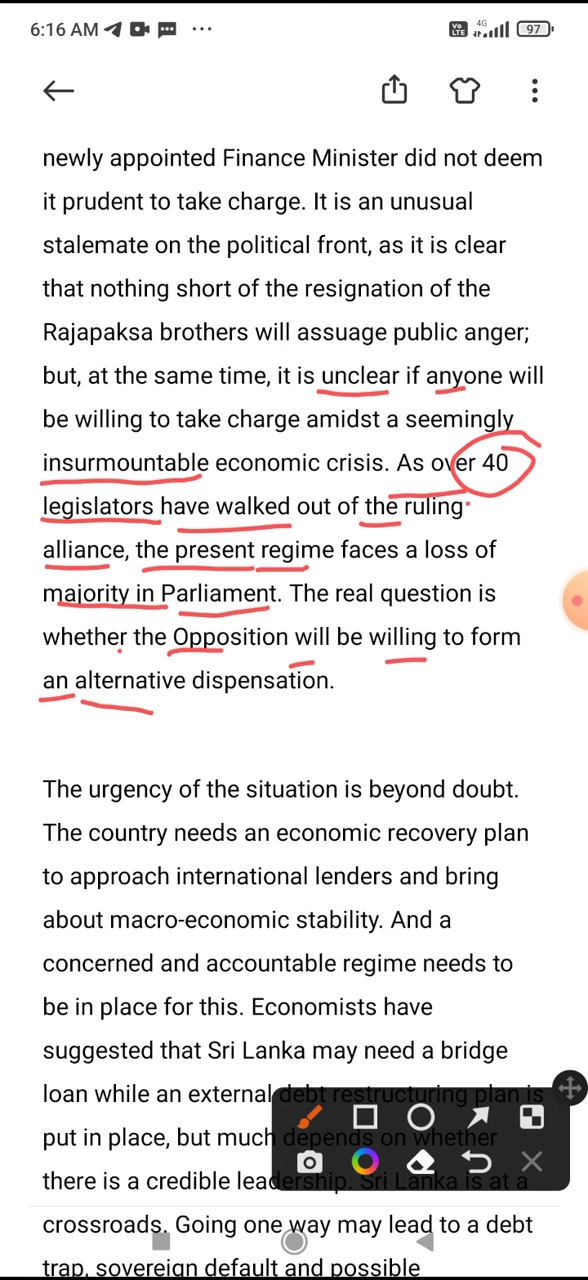 6:16 AM
Vo LTE 4G 97
newly appointed Finance Minister did not deem
it prudent to take charge. It is an unusual
stalemate on the political front, as it is clear
that nothing short of the resignation of the
Rajapaksa brothers will assuage public anger;
but, at the same time, it is unclear if anyone will
be willing to take charge amidst a seemingly
insurmountable economic crisis. As over 40
legislators have walked out of the ruling
alliance, the present regime faces a loss of
majority in Parliament. The real question is
whether the Opposition will be willing to form
an alternative dispensation.
The urgency of the situation is beyond doubt.
The country needs an economic recovery plan
to approach international lenders and bring
about macro-economic stability. And a
concerned and accountable regime needs to
be in place for this. Economists have
suggested that Sri Lanka may need a bridge
loan while an external debt restructuring plan is
put in place, but much depends on whether
there is a credible leadership. Sri Lanka is at a
crossroads. Going one way may lead to a debt
trap, sovereign default and possible